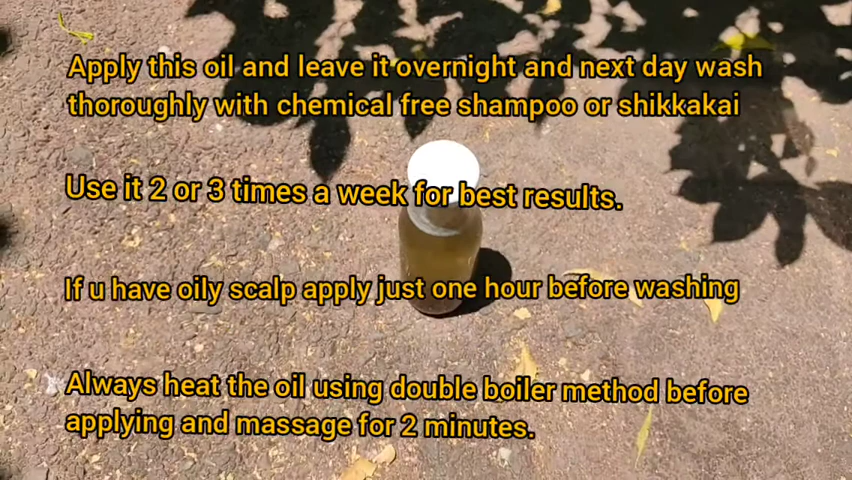 Apply this oil and leave it overnight and next day wash
thoroughly with chemical free shampoo or shikkakai
Use it 2 or 3 times a week for best results.
If u have oily scalp apply just one hour before washing
Always heat the oil using double boiler method before
applying and massage for 2 minutes.